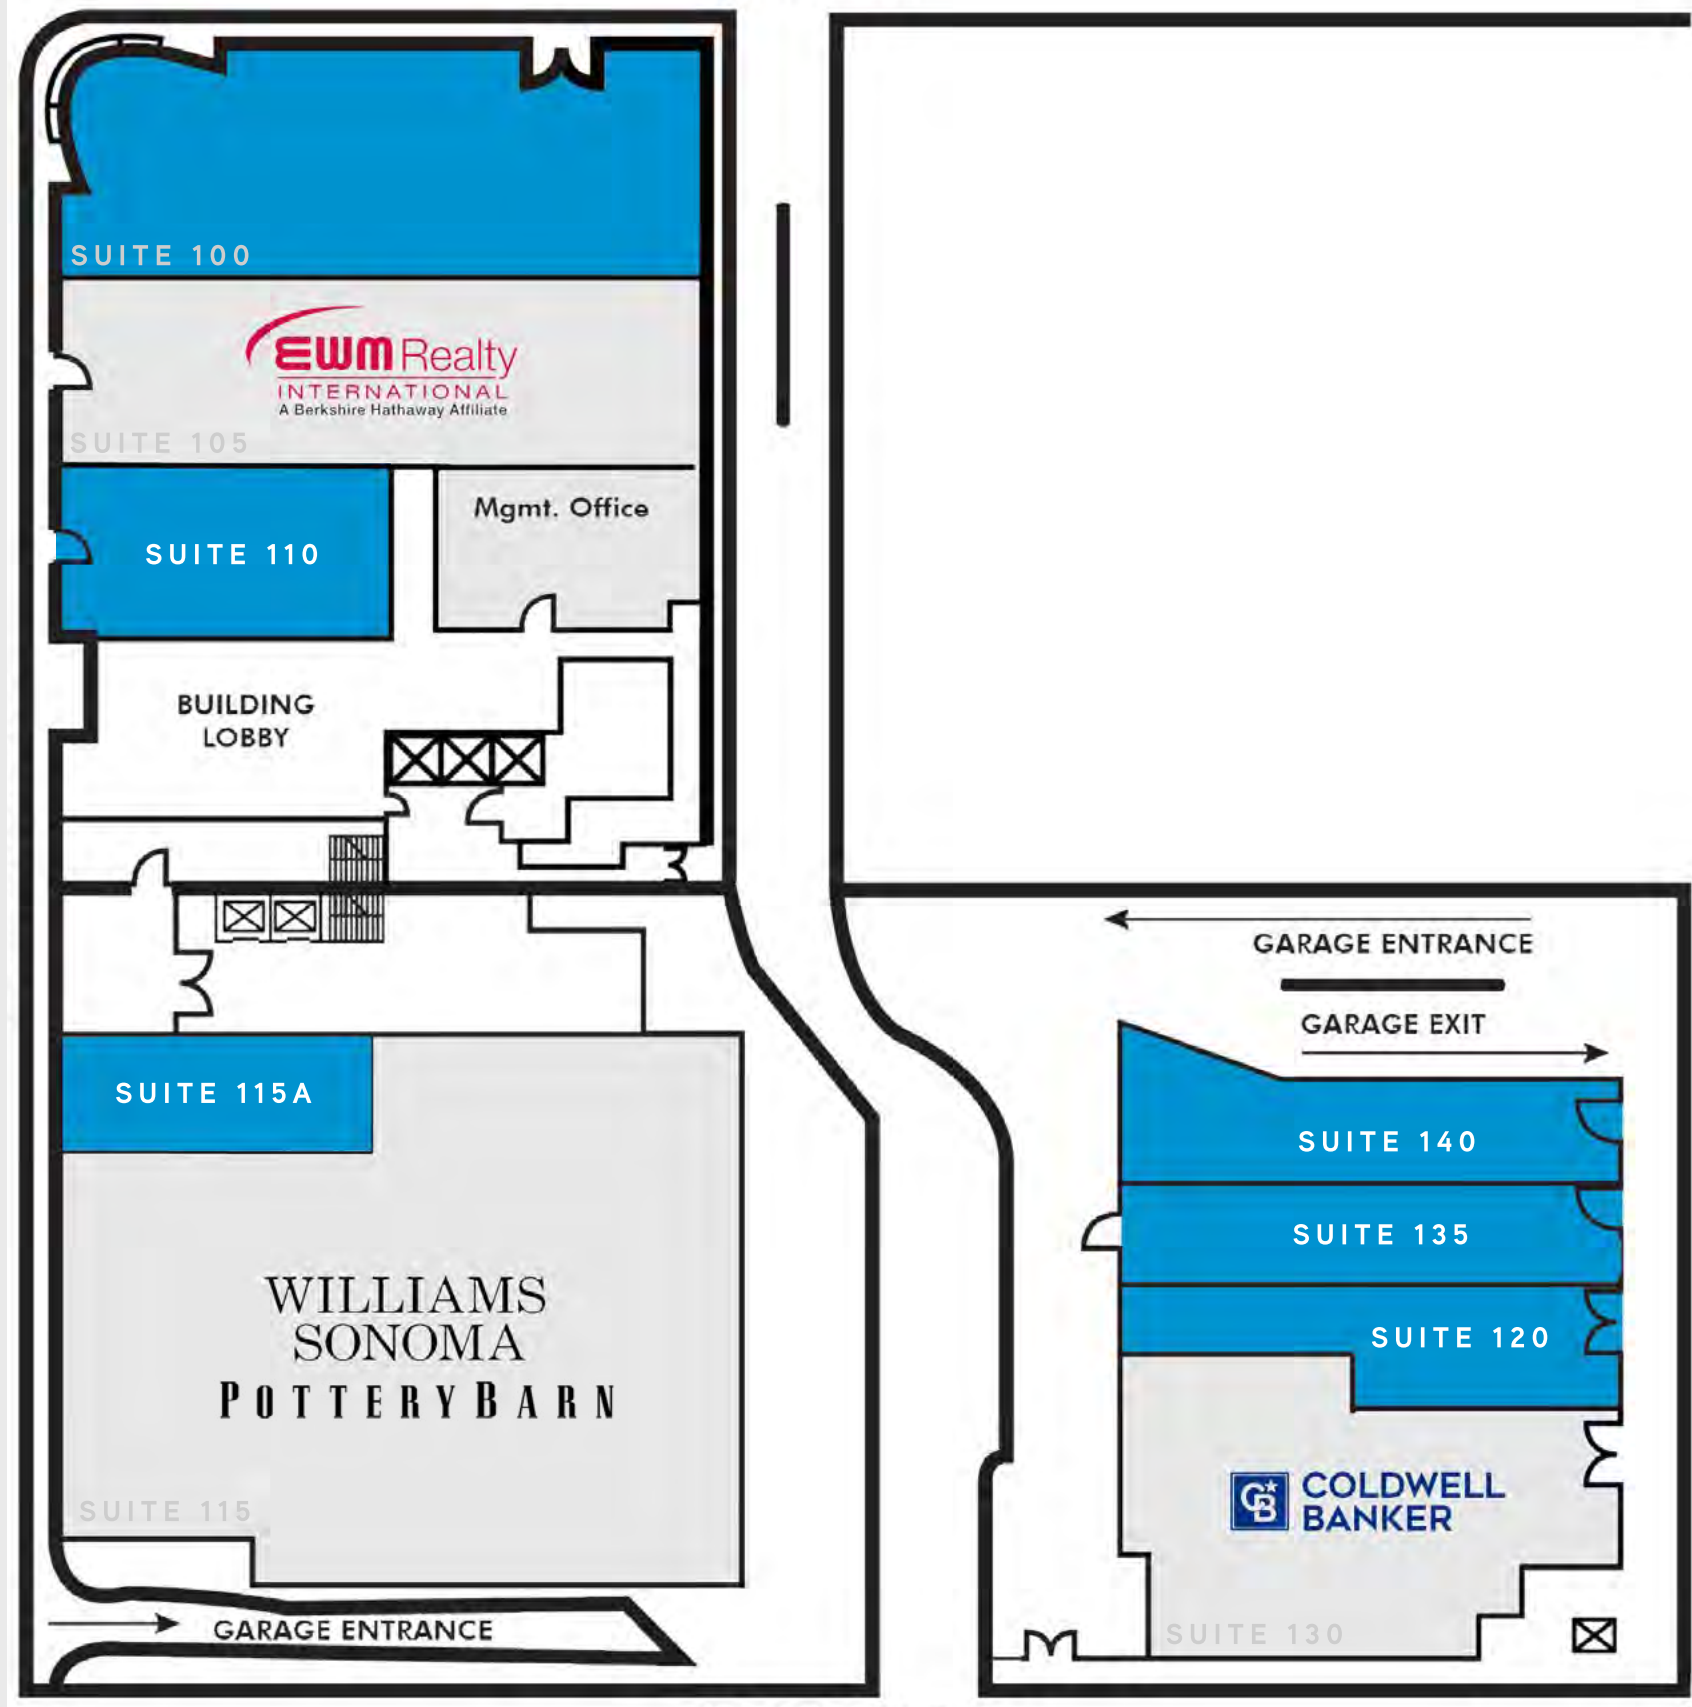 SUITE 100
EWM Realty
INTERNATIONAL
A Berkshire Hathaway Affiliate
SUITE 105
Mgmt. Office
SUITE 110
BUILDING
LOBBY
GARAGE ENTRANCE
GARAGE EXIT
SUITE 115A
SUITE 140
SUITE 135
SUITE 120
WILLIAMS
SONOMA
POTTERY BARN
SUITE 115
CB
COLDWELL
BANKER
SUITE 130
GARAGE ENTRANCE